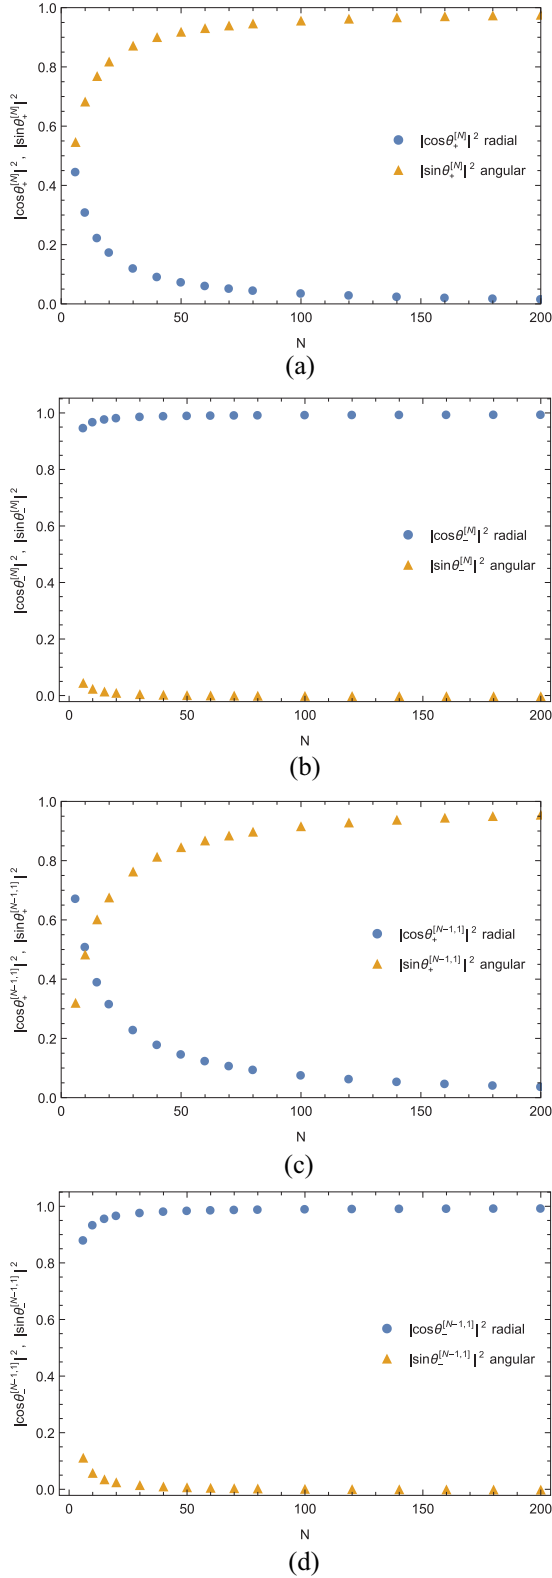 |cosθ₊^[N]|², |sinθ₊^[N]|²
1.0
0.8
0.6
0.4
0.2
0.0
|cosθ₊^[N]|² radial
|sinθ₊^[N]|² angular
0 50 100 150 200
N
(a)
|cosθ₋^[N]|², |sinθ₋^[N]|²
1.0
0.8
0.6
0.4
0.2
0.0
|cosθ₋^[N]|² radial
|sinθ₋^[N]|² angular
0 50 100 150 200
N
(b)
|cosθ₊^[N-1,1]|², |sinθ₊^[N-1,1]|²
1.0
0.8
0.6
0.4
0.2
0.0
|cosθ₊^[N-1,1]|² radial
|sinθ₊^[N-1,1]|² angular
0 50 100 150 200
N
(c)
|cosθ₋^[N-1,1]|², |sinθ₋^[N-1,1]|²
1.0
0.8
0.6
0.4
0.2
0.0
|cosθ₋^[N-1,1]|² radial
|sinθ₋^[N-1,1]|² angular
0 50 100 150 200
N
(d)